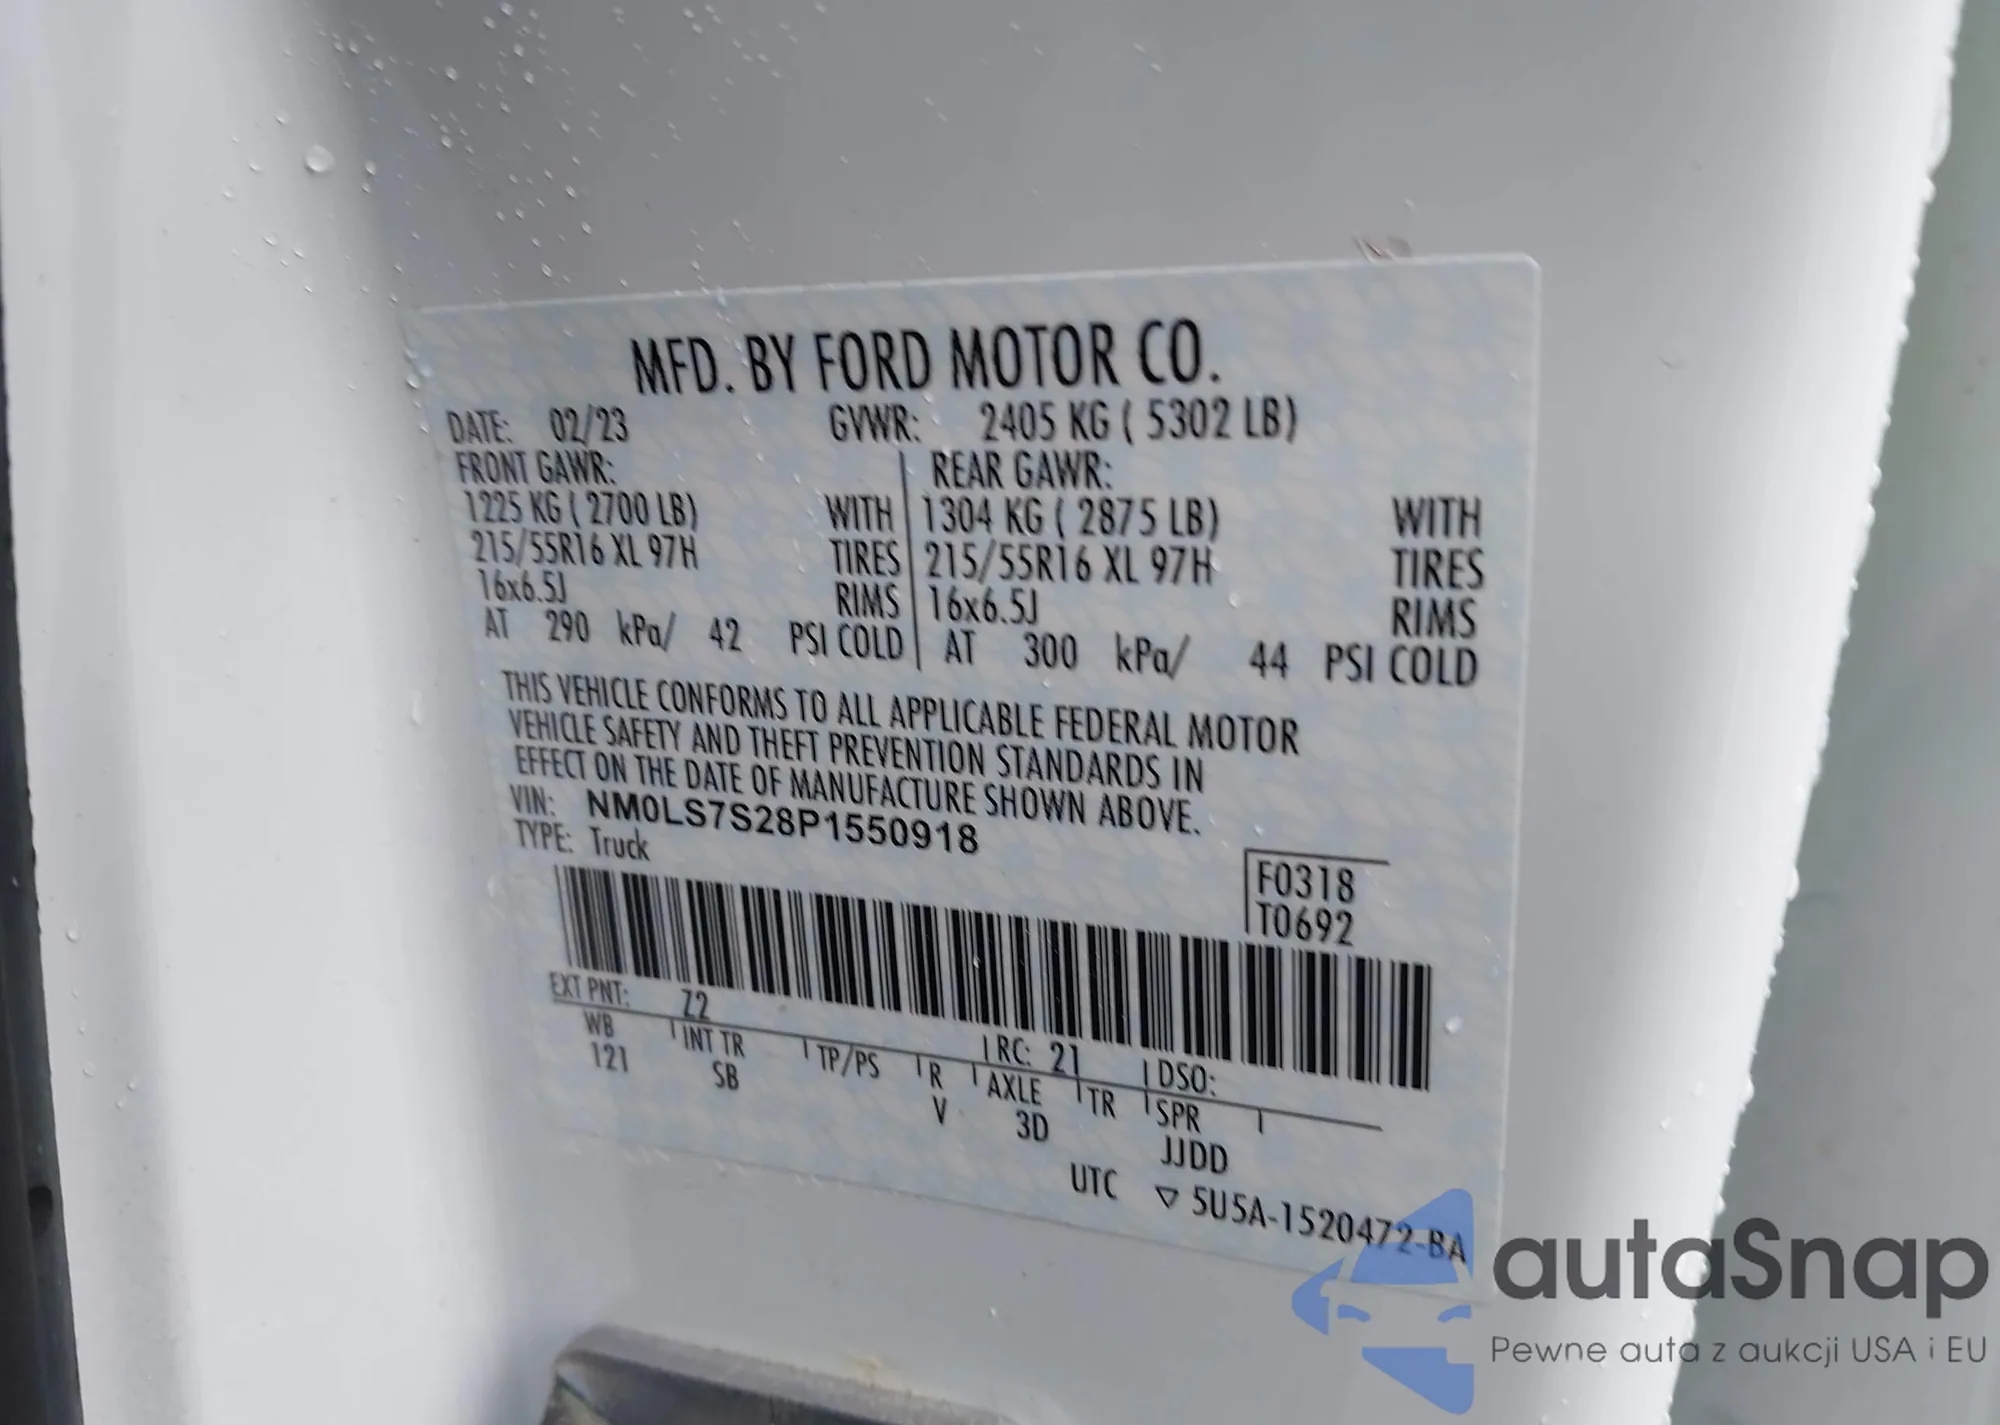 MFD. BY FORD MOTOR CO.
DATE: 02/23 GVWR: 2405 KG ( 5302 LB)
FRONT GAWR: REAR GAWR:
1225 KG ( 2700 LB) WITH 1304 KG ( 2875 LB) WITH
215/55R16 XL 97H TIRES 215/55R16 XL 97H TIRES
16x6.5J RIMS 16x6.5J RIMS
AT 290 kPa/ 42 PSI COLD AT 300 kPa/ 44 PSI COLD
THIS VEHICLE CONFORMS TO ALL APPLICABLE FEDERAL MOTOR
VEHICLE SAFETY AND THEFT PREVENTION STANDARDS IN
EFFECT ON THE DATE OF MANUFACTURE SHOWN ABOVE.
VIN: NM0LS7S28P1550918
TYPE: Truck
F0318
T0692
EXT PNT: Z2 RC: 21 DSO:
WB INT TR TP/PS R AXLE TR SPR
121 SB V 3D JJDD
UTC ▽ 5U5A-1520472-BA
autaSnap
Pewne auta z aukcji USA i EU